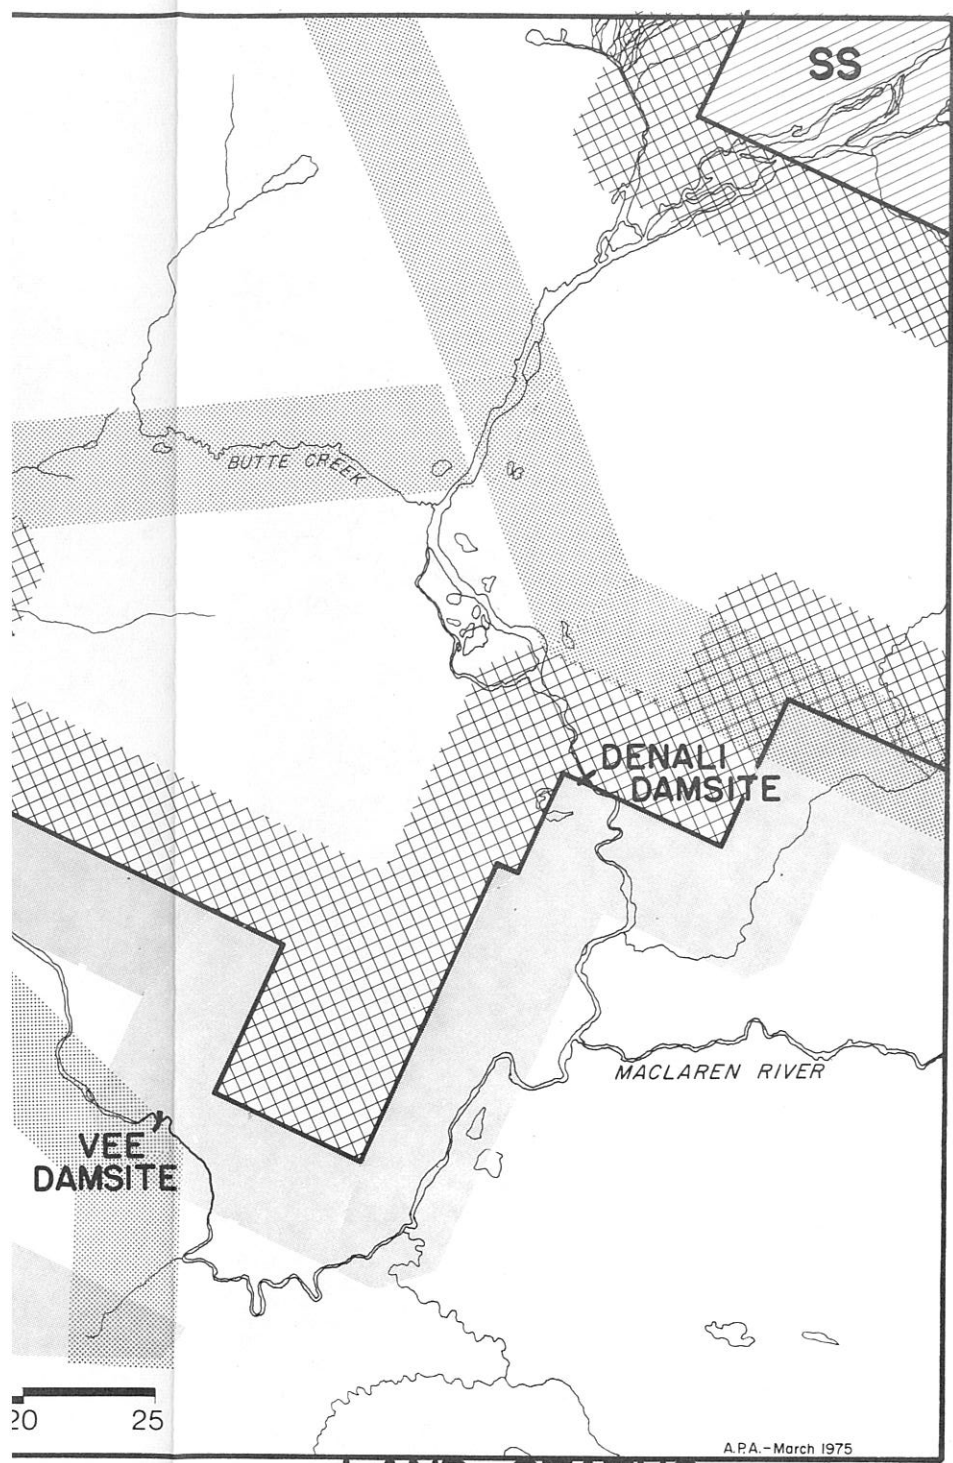 SS
BUTTE CREEK
DENALI
DAMSITE
MACLAREN RIVER
VEE
DAMSITE
20 25
A.P.A.-March 1975